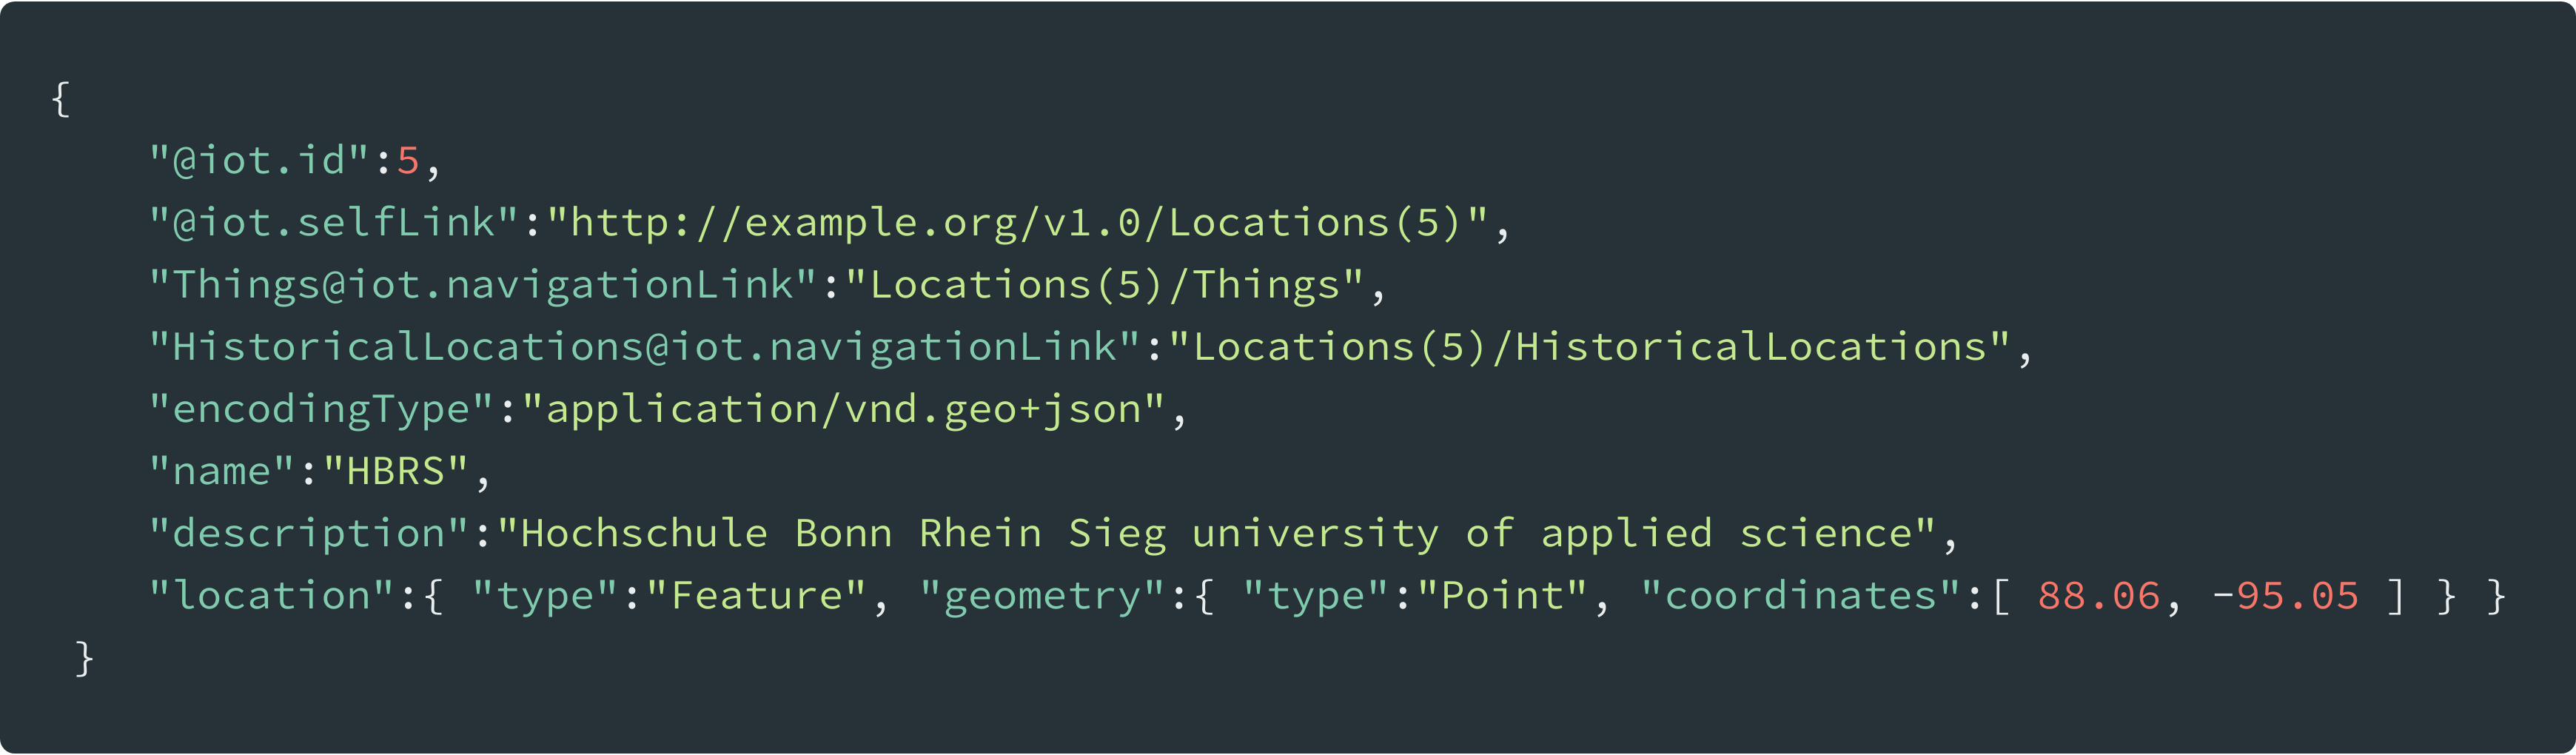 {
"@iot.id":5,
"@iot.selfLink":"http://example.org/v1.0/Locations(5)",
"Things@iot.navigationLink":"Locations(5)/Things",
"HistoricalLocations@iot.navigationLink":"Locations(5)/HistoricalLocations",
"encodingType":"application/vnd.geo+json",
"name":"HBRS",
"description":"Hochschule Bonn Rhein Sieg university of applied science",
"location":{ "type":"Feature", "geometry":{ "type":"Point", "coordinates":[ 88.06, -95.05 ] } }
}